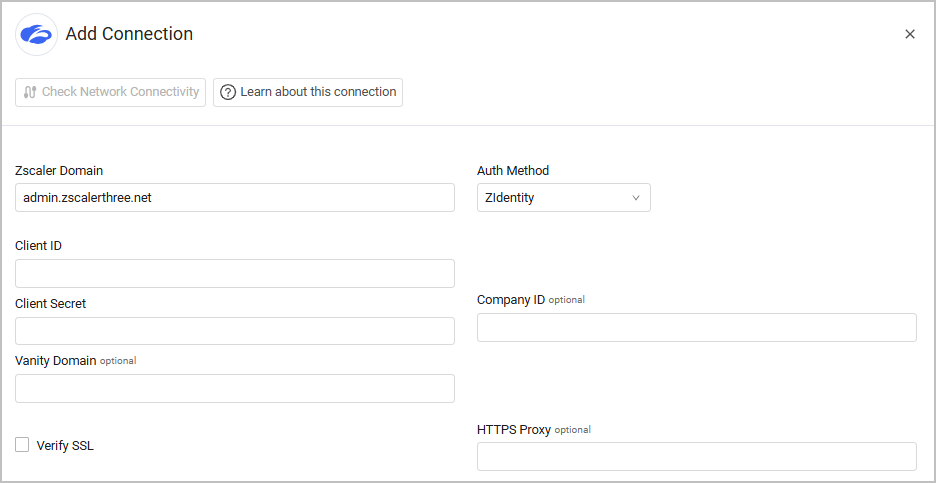 Add Connection
Check Network Connectivity
Learn about this connection
Zscaler Domain
Auth Method
admin.zscalerthree.net
ZIdentity
Client ID
Client Secret
Company ID optional
Vanity Domain optional
HTTPS Proxy optional
Verify SSL